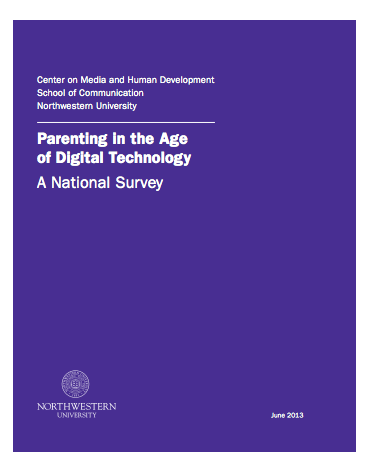 Center on Media and Human Development
School of Communication
Northwestern University
Parenting in the Age
of Digital Technology
A National Survey
NORTHWESTERN
UNIVERSITY
June 2013